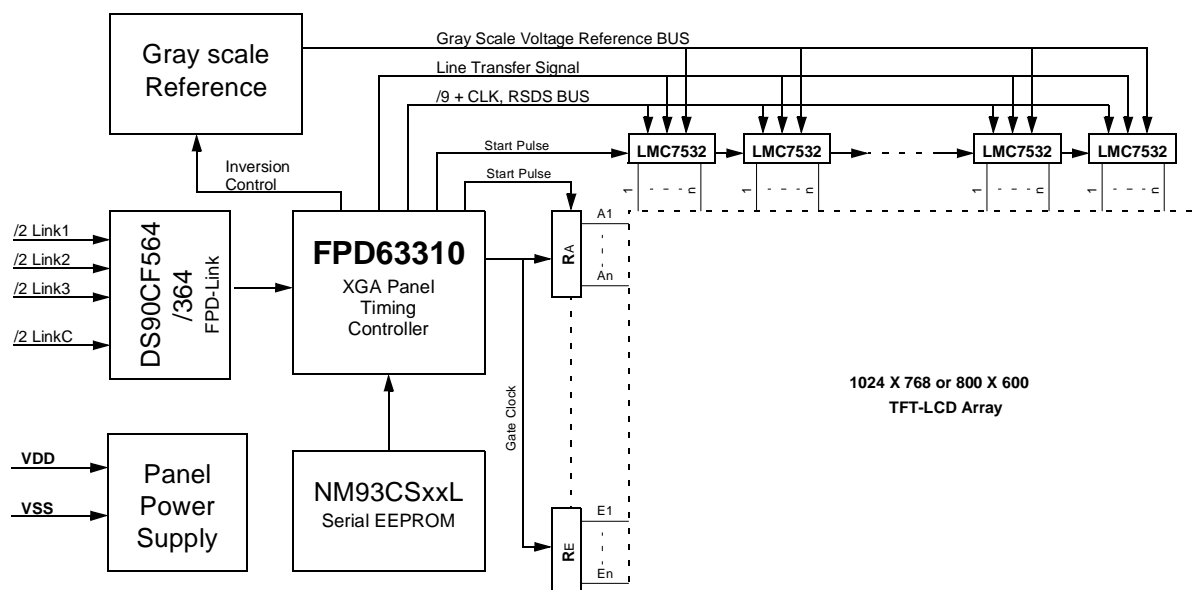 Gray scale
Reference
Gray Scale Voltage Reference BUS
Line Transfer Signal
/9 + CLK, RSDS BUS
Start Pulse
Start Pulse
Inversion
Control
LMC7532
LMC7532
LMC7532
LMC7532
1
n
1
n
1
n
1
n
/2 Link1
/2 Link2
/2 Link3
/2 LinkC
DS90CF564
/364
FPD-Link
FPD63310
XGA Panel
Timing
Controller
RA
A1
An
Gate Clock
1024 X 768 or 800 X 600
TFT-LCD Array
VDD
VSS
Panel
Power
Supply
NM93CSxxL
Serial EEPROM
RE
E1
En